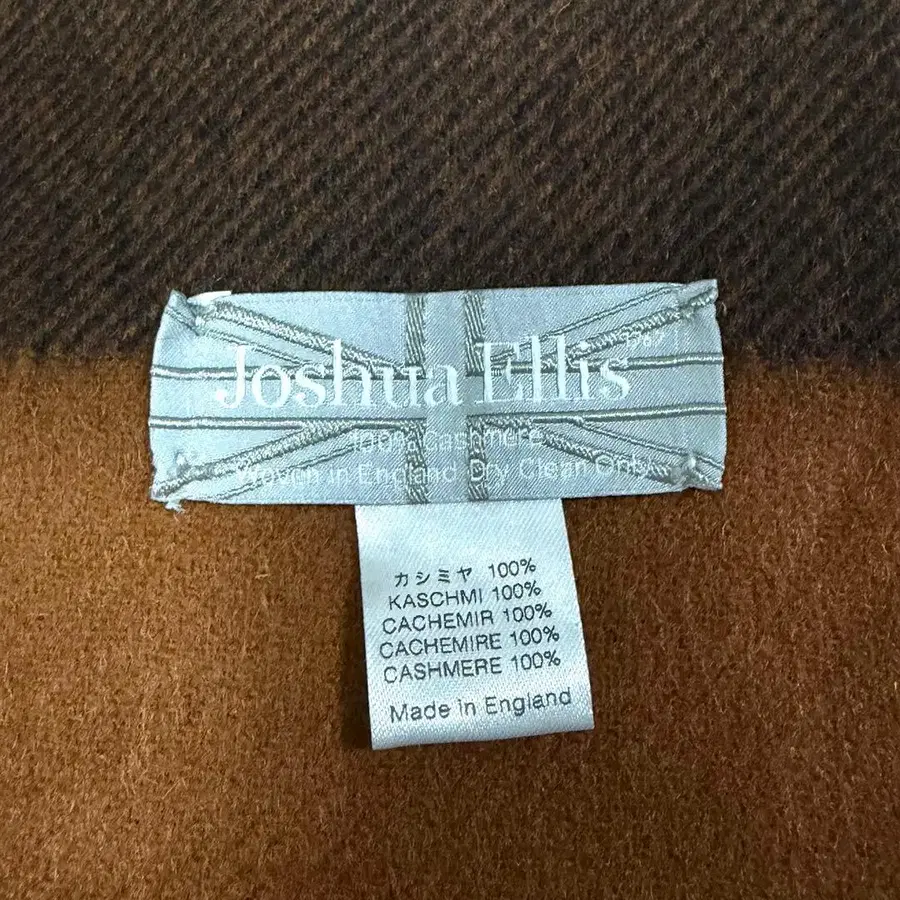 Joshua Ellis
1767
100% Cashmere
Woven in England Dry Clean Only
カシミヤ 100%
KASCHMI 100%
CACHEMIR 100%
CACHEMIRE 100%
CASHMERE 100%
Made in England